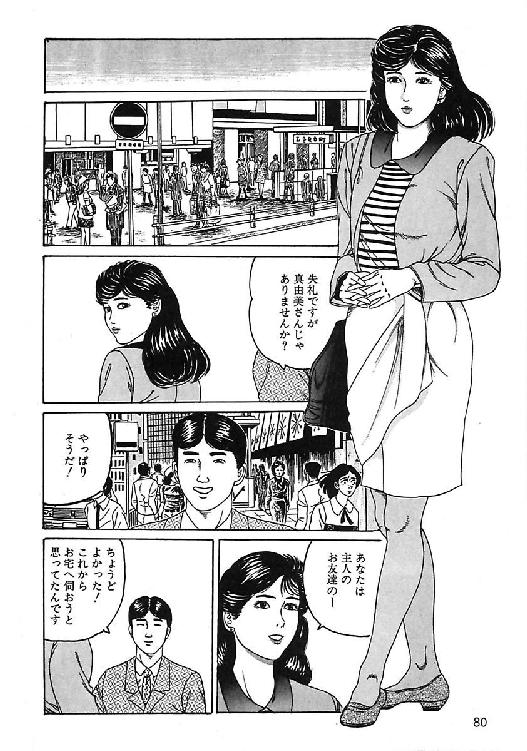 失礼ですが
真由美さんじゃ
ありませんか?
やっぱり
そうだ!
あなたは
主人の
お友達のー
ちょうど
よかった!
これから
お宅へ伺おうと
思ってたんです
80